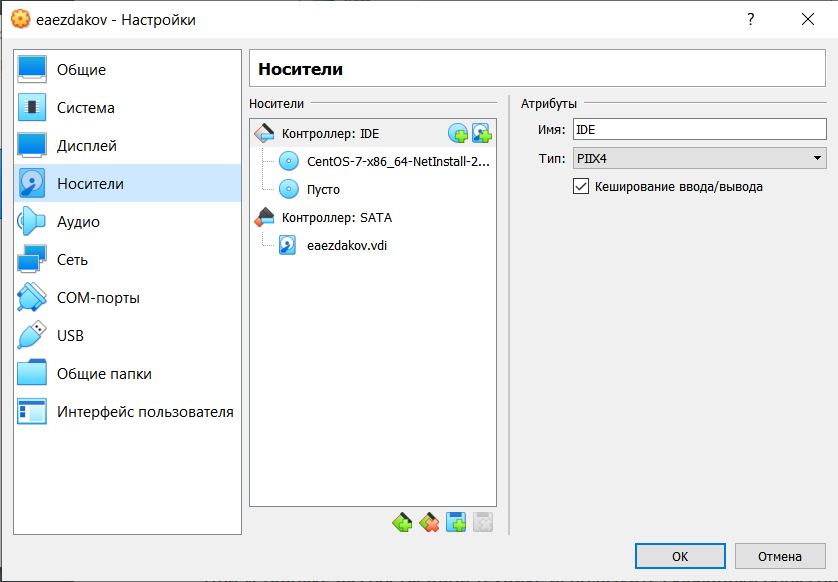 eaezdakov - Настройки
?
Общие
Система
Дисплей
Носители
Аудио
Сеть
COM-порты
USB
Общие папки
Интерфейс пользователя
Носители
Носители
Контроллер: IDE
CentOS-7-x86_64-NetInstall-2...
Пусто
Контроллер: SATA
eaezdakov.vdi
Атрибуты
Имя: IDE
Тип: PIIX4
Кеширование ввода/вывода
OK
Отмена